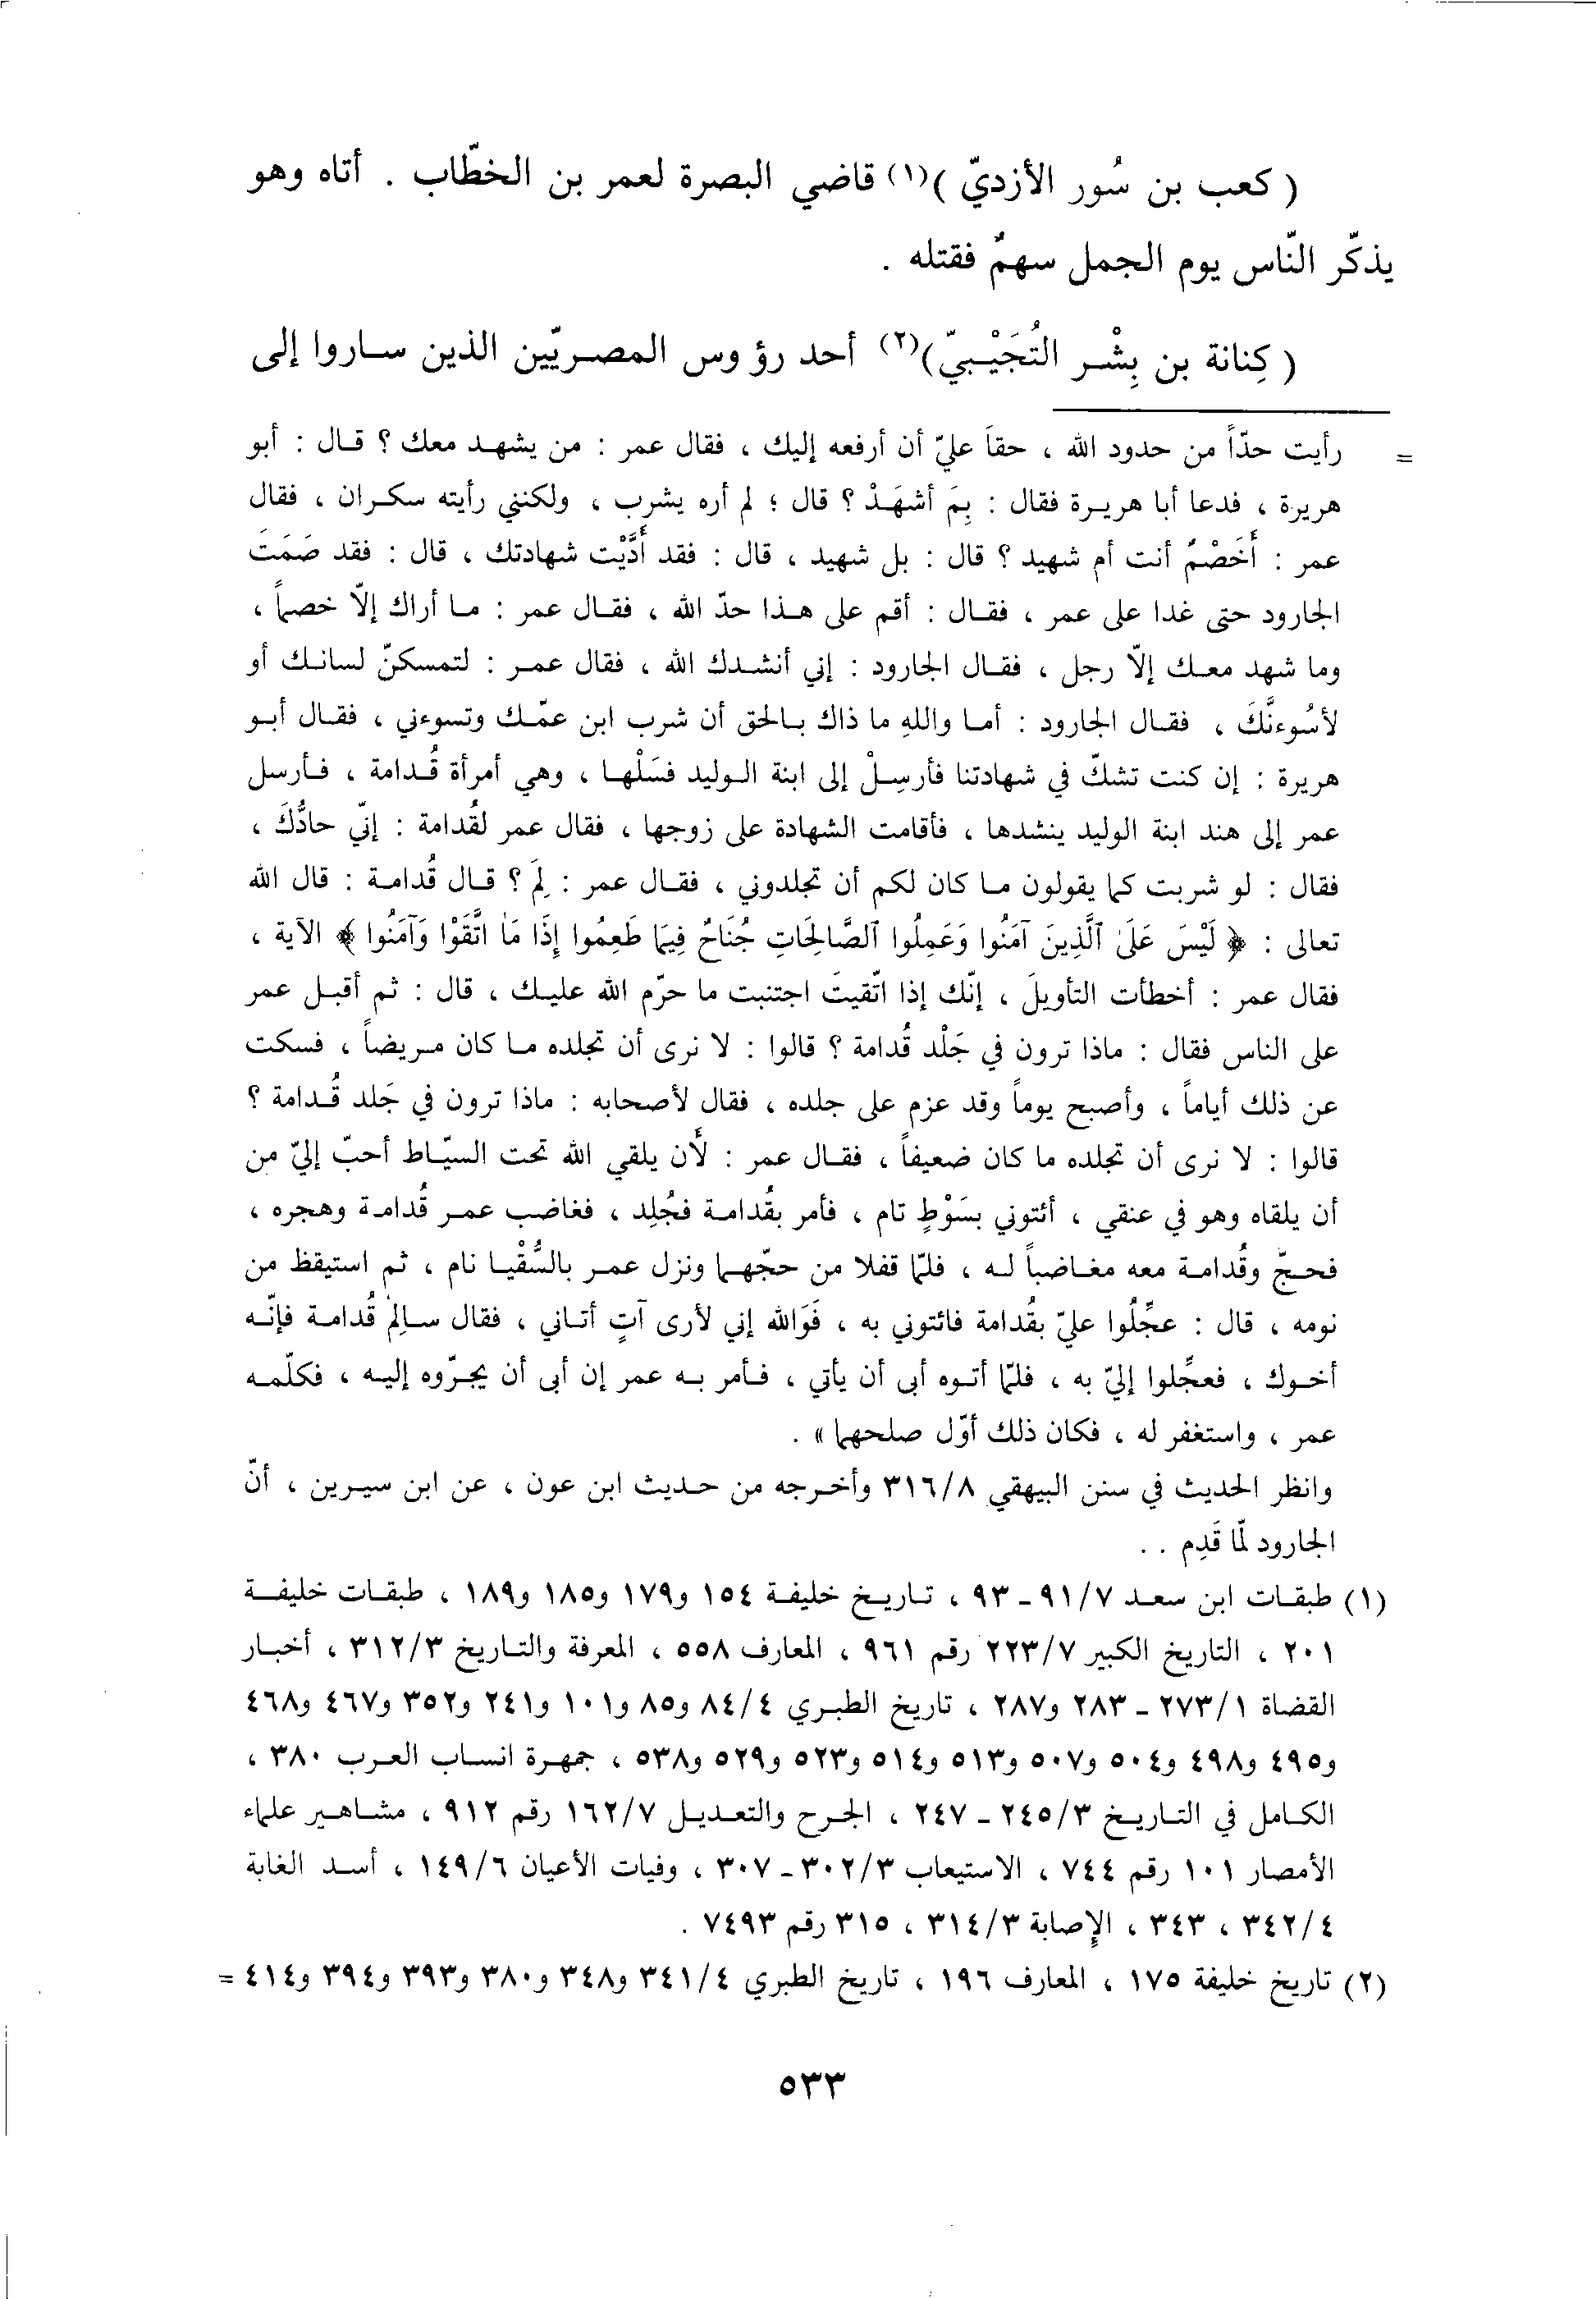 ( كعب بن سُور الأزديّ )(١) قاضي البصرة لعمر بن الخطّاب . أتاه وهو
يذكّر النّاس يوم الجمل سهمٌ فقتله .
( كِنانة بن بِشْر التُجَيْبيّ )(٢) أحد رؤوس المصريّين الذين ساروا إلى
= رأيت حدّاً من حدود الله ، حقاً عليّ أن أرفعه إليك ، فقال عمر : من يشهد معك ؟ قال : أبو
هريرة ، فدعا أبا هريرة فقال : بِمَ أشهَدْ ؟ قال ؛ لم أره يشرب ، ولكنني رأيته سكران ، فقال
عمر : أَخَصْمٌ أنت أم شهيد ؟ قال : بل شهيد ، قال : فقد أَدَّيْت شهادتك ، قال : فقد صَمَتَ
الجارود حتى غدا على عمر ، فقال : أقم على هذا حدّ الله ، فقال عمر : ما أراك إلاّ خصماً ،
وما شهد معك إلاّ رجل ، فقال الجارود : إني أنشدك الله ، فقال عمر : لتمسكنّ لسانك أو
لأسُوءنَّكَ ، فقال الجارود : أما واللهِ ما ذاك بالحق أن شرب ابن عمّك وتسوءني ، فقال أبو
هريرة : إن كنت تشكّ في شهادتنا فأرسِلْ إلى ابنة الوليد فسَلْها ، وهي أمرأة قُدامة ، فأرسل
عمر إلى هند ابنة الوليد ينشدها ، فأقامت الشهادة على زوجها ، فقال عمر لقُدامة : إنّي حادُّكَ ،
فقال : لو شربت كما يقولون ما كان لكم أن تجلدوني ، فقال عمر : لِمَ ؟ قال قُدامة : قال الله
تعالى : ﴿ لَيْسَ عَلَى ٱلَّذِينَ آمَنُوا وَعَمِلُوا ٱلصَّالِحَاتِ جُنَاحٌ فِيمَا طَعِمُوا إِذَا مَا اتَّقَوْا وَآمَنُوا ﴾ الآية ،
فقال عمر : أخطأت التأويلَ ، إنّك إذا اتّقيتَ اجتنبت ما حرّم الله عليك ، قال : ثم أقبل عمر
على الناس فقال : ماذا ترون في جَلْد قُدامة ؟ قالوا : لا نرى أن تجلده ما كان مريضاً ، فسكت
عن ذلك أياماً ، وأصبح يوماً وقد عزم على جلده ، فقال لأصحابه : ماذا ترون في جَلد قُدامة ؟
قالوا : لا نرى أن تجلده ما كان ضعيفاً ، فقال عمر : لَأن يلقي الله تحت السيّاط أحبّ إليّ من
أن يلقاه وهو في عنقي ، أئتوني بسَوْطٍ تام ، فأمر بقُدامة فجُلِد ، فغاضب عمر قُدامة وهجره ،
فحجّ وقُدامة معه مغاضباً له ، فلمّا قفلا من حجّهما ونزل عمر بالسُّقْيا نام ، ثم استيقظ من
نومه ، قال : عجِّلُوا عليّ بقُدامة فائتوني به ، فَوَالله إني لأرى آتٍ أتاني ، فقال سالِمْ قُدامة فإنّه
أخوك ، فعجِّلوا إليّ به ، فلمّا أتوه أبى أن يأتي ، فأمر به عمر إن أبى أن يجرّوه إليه ، فكلّمه
عمر ، واستغفر له ، فكان ذلك أوّل صلحهما » .
وانظر الحديث في سنن البيهقي ٣١٦/٨ وأخرجه من حديث ابن عون ، عن ابن سيرين ، أنّ
الجارود لمّا قَدِم . .
(١) طبقات ابن سعد ٩١/٧ - ٩٣ ، تاريخ خليفة ١٥٤ و١٧٩ و١٨٥ و١٨٩ ، طبقات خليفة
٢٠١ ، التاريخ الكبير ٢٢٣/٧ رقم ٩٦١ ، المعارف ٥٥٨ ، المعرفة والتاريخ ٣١٢/٣ ، أخبار
القضاة ٢٧٣/١ - ٢٨٣ و٢٨٧ ، تاريخ الطبري ٨٤/٤ و٨٥ و١٠١ و٢٤١ و٣٥٢ و٤٦٧ و٤٦٨
و٤٩٥ و٤٩٨ و٥٠٤ و٥٠٧ و٥١٣ و٥١٤ و٥٢٣ و٥٢٩ و٥٣٨ ، جمهرة انساب العرب ٣٨٠ ،
الكامل في التاريخ ٢٤٥/٣ - ٢٤٧ ، الجرح والتعديل ١٦٢/٧ رقم ٩١٢ ، مشاهير علماء
الأمصار ١٠١ رقم ٧٤٤ ، الاستيعاب ٣٠٢/٣ - ٣٠٧ ، وفيات الأعيان ١٤٩/٦ ، أسد الغابة
٣٤٢/٤ ، ٣٤٣ ، الإصابة ٣١٤/٣ ، ٣١٥ رقم ٧٤٩٣ .
(٢) تاريخ خليفة ١٧٥ ، المعارف ١٩٦ ، تاريخ الطبري ٣٤١/٤ و٣٤٨ و٣٨٠ و٣٩٣ و٣٩٤ و٤١٤ =
٥٣٣